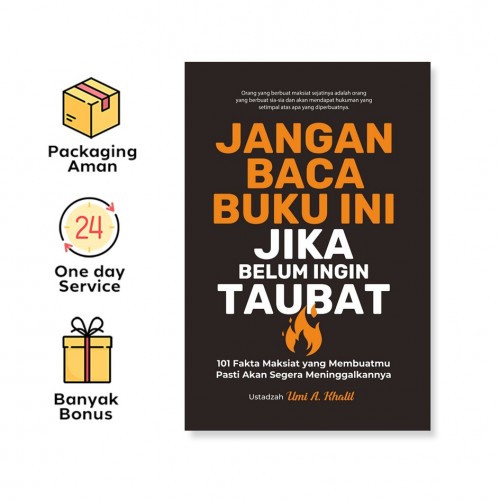 Packaging
Aman
24
One day
Service
Banyak
Bonus
Orang yang berbuat maksiat sejatinya adalah orang
yang berbuat sia-sia dan akan mendapat hukuman yang
setimpal atas apa yang diperbuatnya.
JANGAN
BACA
BUKU INI
JIKA
BELUM INGIN
TAUBAT
101 Fakta Maksiat yang Membuatmu
Pasti Akan Segera Meninggalkannya
Ustadzah Umi A. Khalil